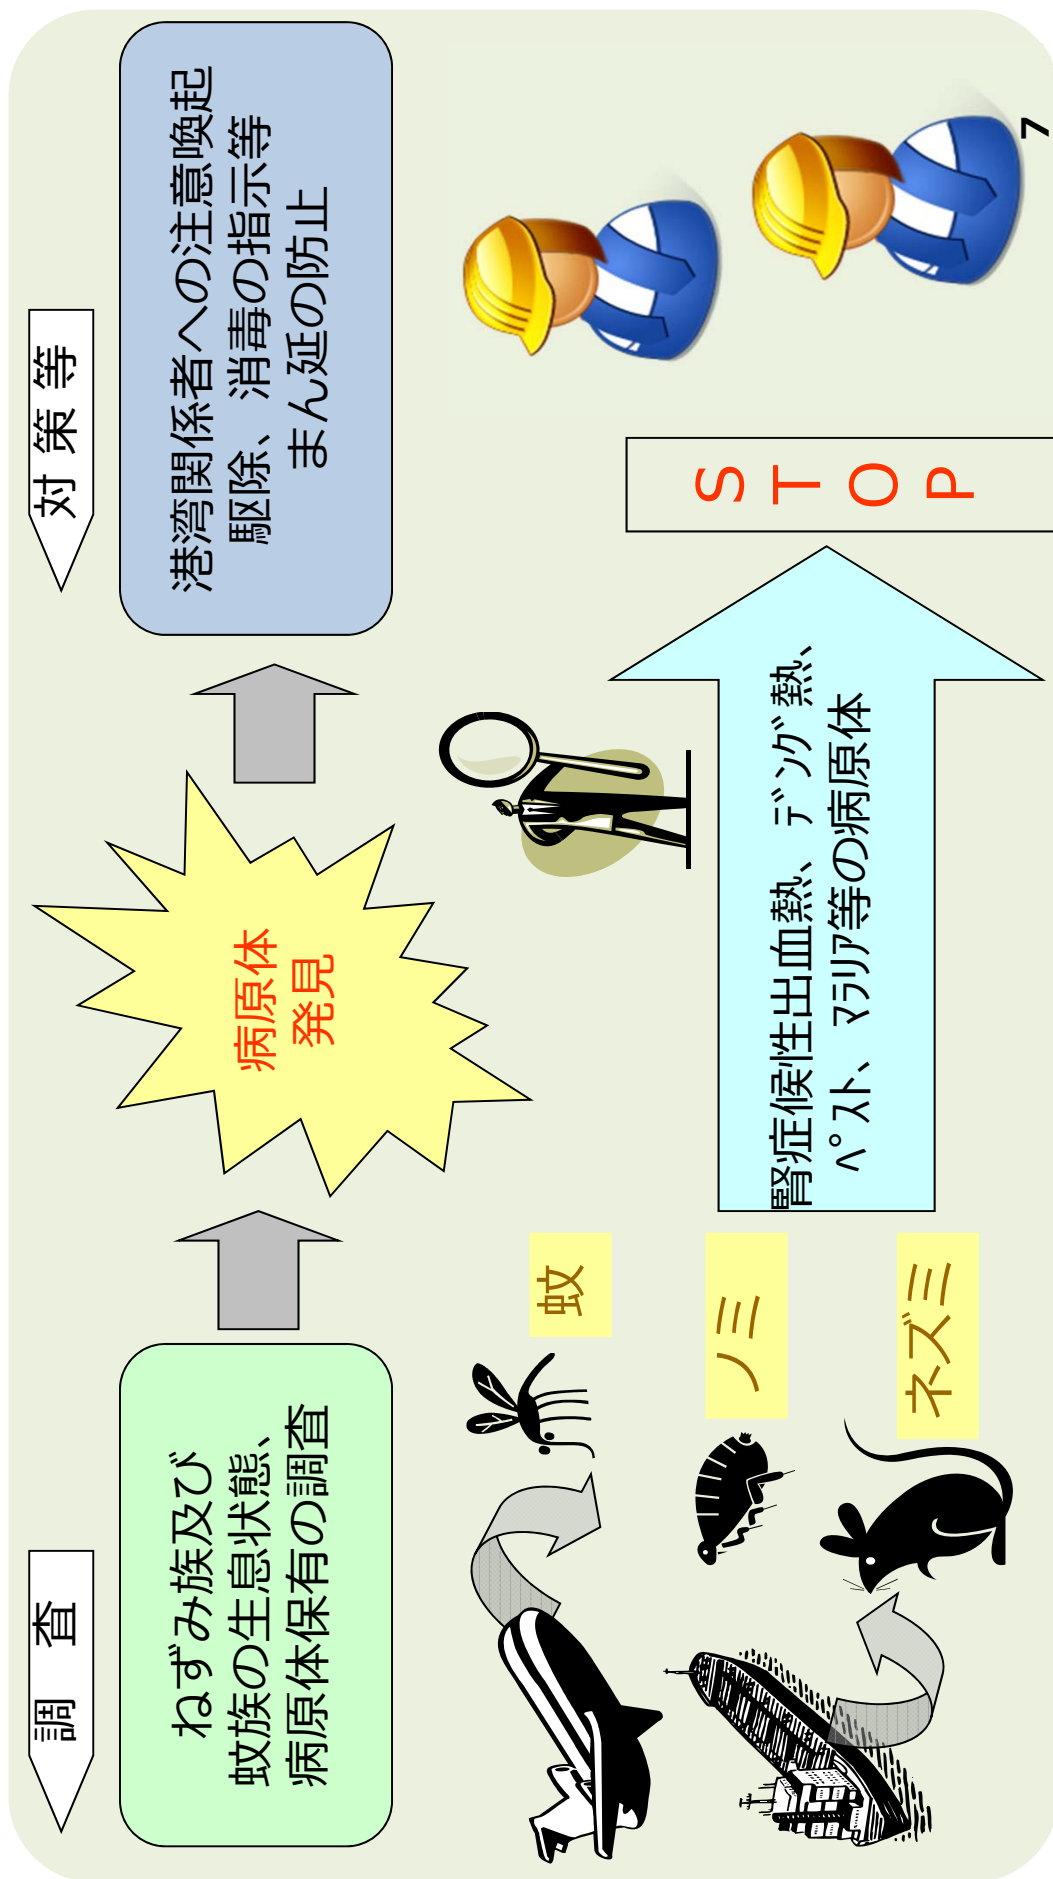 調　査
ねずみ族及び
蚊族の生息状態、
病原体保有の調査
病原体
発見
対 策 等
港湾関係者への注意喚起
駆除、消毒の指示等
まん延の防止
蚊
ノミ
ネズミ
腎症候性出血熱、ﾃﾞﾝｸﾞ熱、
ﾍﾟｽﾄ、ﾏﾗﾘｱ等の病原体
S
T
O
P
7